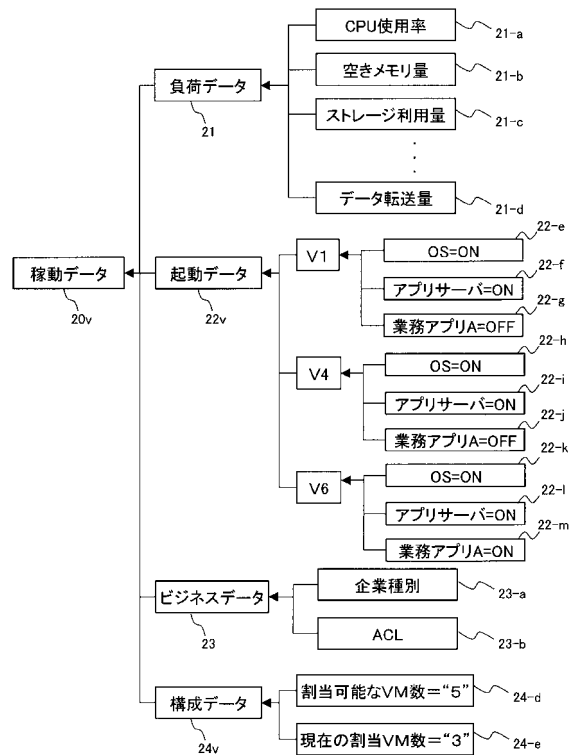 CPU使用率
21-a
空きメモリ量
21-b
負荷データ
21
ストレージ利用量
21-c
データ転送量
21-d
稼動データ
20v
起動データ
22v
V1
OS=ON
22-e
アプリサーバ=ON
22-f
業務アプリA=OFF
22-g
V4
OS=ON
22-h
アプリサーバ=ON
22-i
業務アプリA=OFF
22-j
V6
OS=ON
22-k
アプリサーバ=ON
22-l
業務アプリA=ON
22-m
ビジネスデータ
23
企業種別
23-a
ACL
23-b
構成データ
24v
割当可能なVM数=“5”
24-d
現在の割当VM数=“3”
24-e